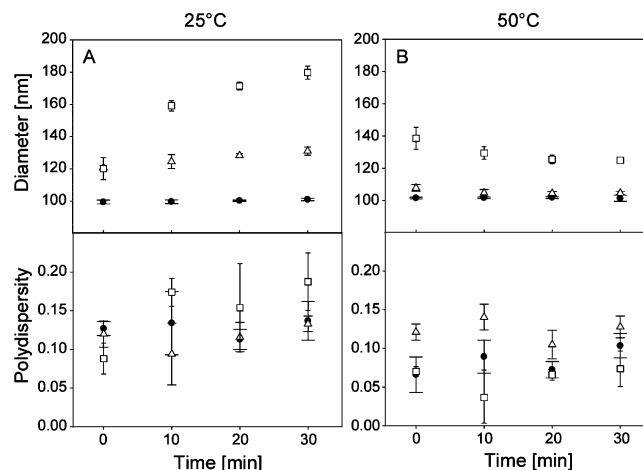 25°C 50°C
200 A 200 B
180 180
160 160
140 140
120 120
100 100
Diameter [nm]
0.20 0.20
0.15 0.15
0.10 0.10
0.05 0.05
0.00 0.00
Polydispersity
0 10 20 30 0 10 20 30
Time [min] Time [min]